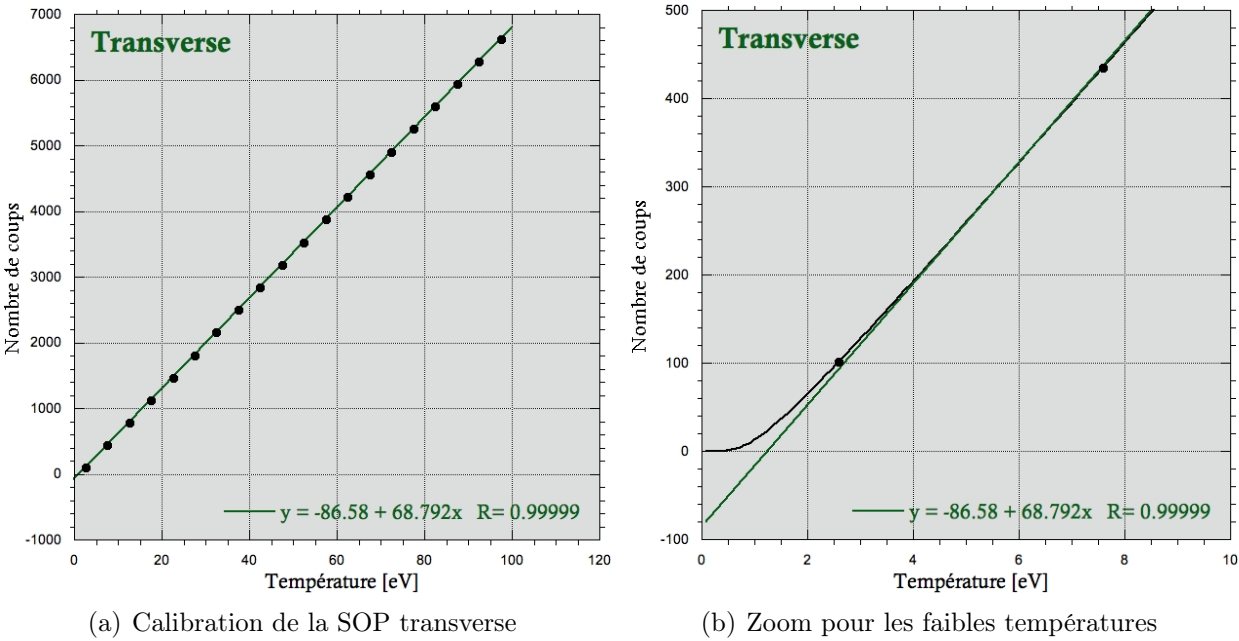 7000
6000
5000
4000
3000
2000
1000
0
-1000
0
20
40
60
80
100
120
Transverse
Nombre de coups
y = -86.58 + 68.792x R= 0.99999
Température [eV]
(a) Calibration de la SOP transverse
500
400
300
200
100
0
-100
0
2
4
6
8
10
Transverse
Nombre de coups
y = -86.58 + 68.792x R= 0.99999
Température [eV]
(b) Zoom pour les faibles températures